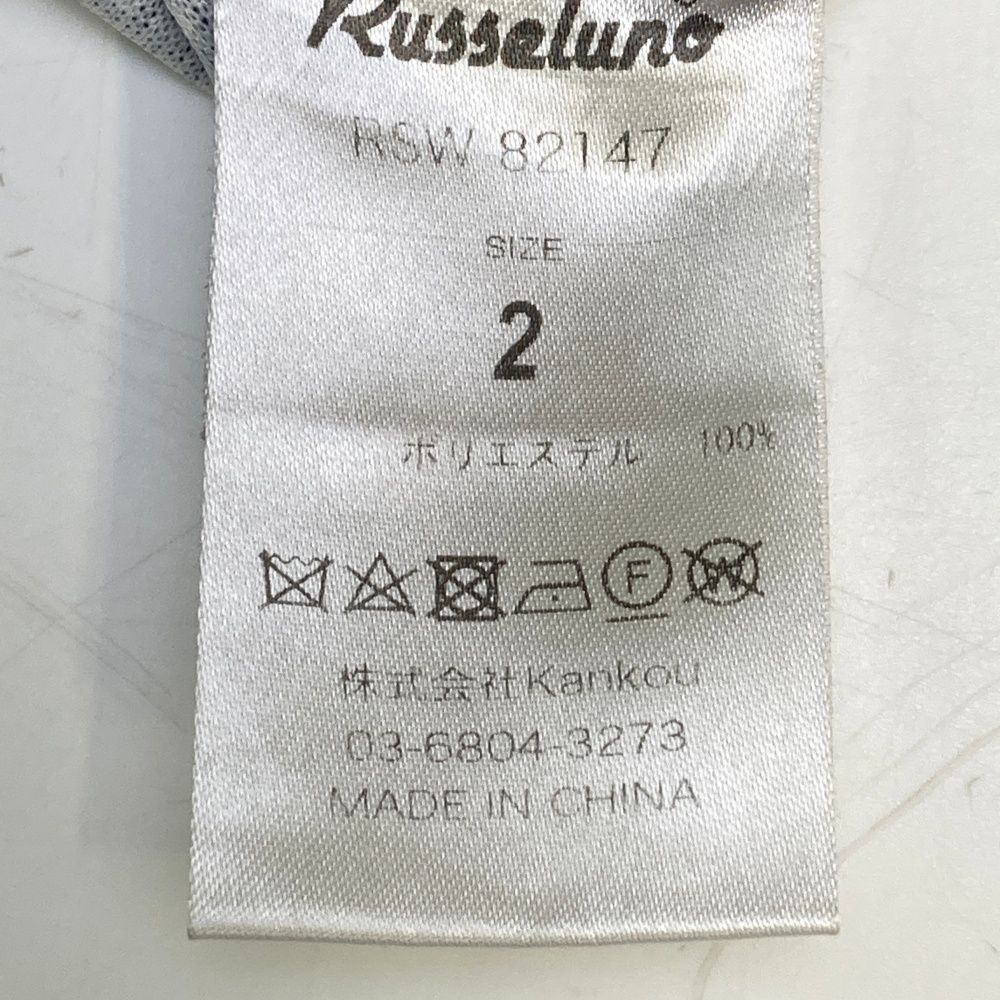 Russeluno
RSW 82147
SIZE
2
ポリエステル 100%
F W
株式会社Kankou
03-6804-3273
MADE IN CHINA